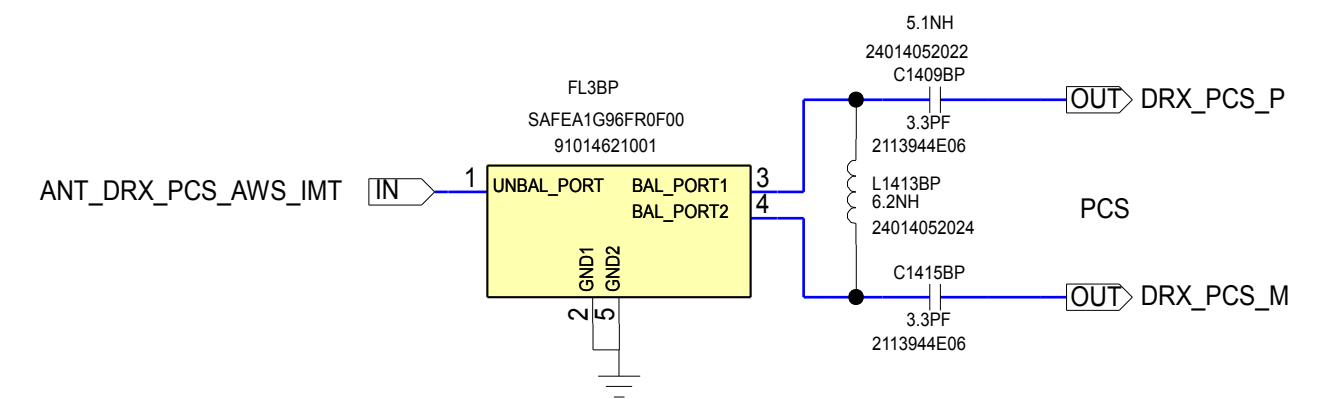 5.1NH
24014052022
C1409BP
FL3BP
SAFEA1G96FR0F00
91014621001
OUT
DRX_PCS_P
3.3PF
2113944E06
ANT_DRX_PCS_AWS_IMT
IN
1
UNBAL_PORT
BAL_PORT1
3
BAL_PORT2
4
L1413BP
6.2NH
24014052024
PCS
GND1
GND2
2
5
C1415BP
OUT
DRX_PCS_M
3.3PF
2113944E06